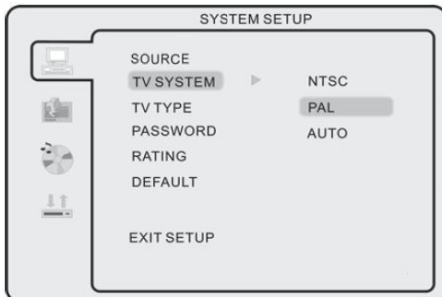 SYSTEM SETUP
SOURCE
TV SYSTEM NTSC
TV TYPE PAL
PASSWORD AUTO
RATING
DEFAULT
EXIT SETUP